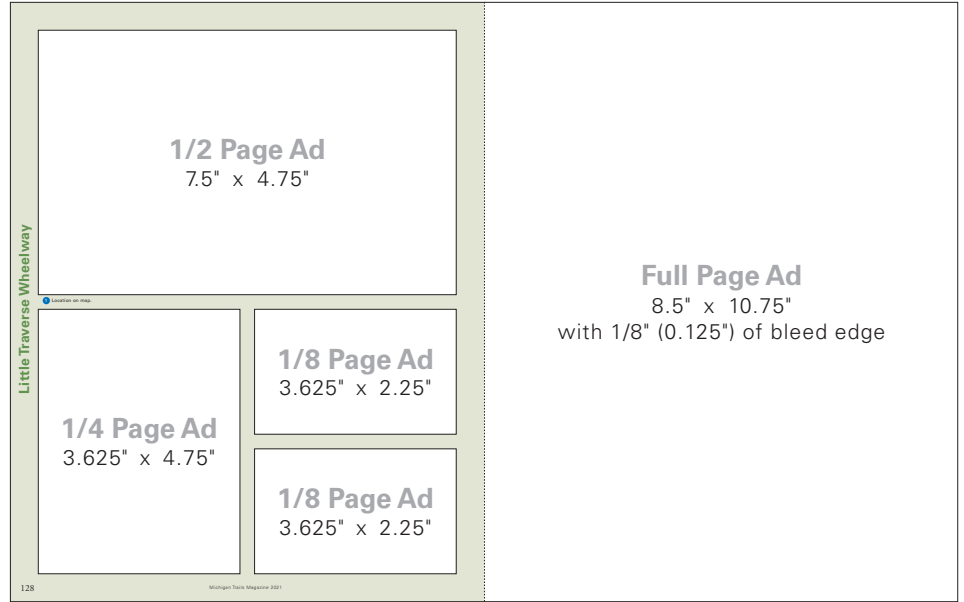 1/2 Page Ad
7.5" x 4.75"
Little Traverse Wheelway
Location on map.
1/4 Page Ad
3.625" x 4.75"
1/8 Page Ad
3.625" x 2.25"
1/8 Page Ad
3.625" x 2.25"
128
Michigan Trails Magazine 2021
Full Page Ad
8.5" x 10.75"
with 1/8" (0.125") of bleed edge